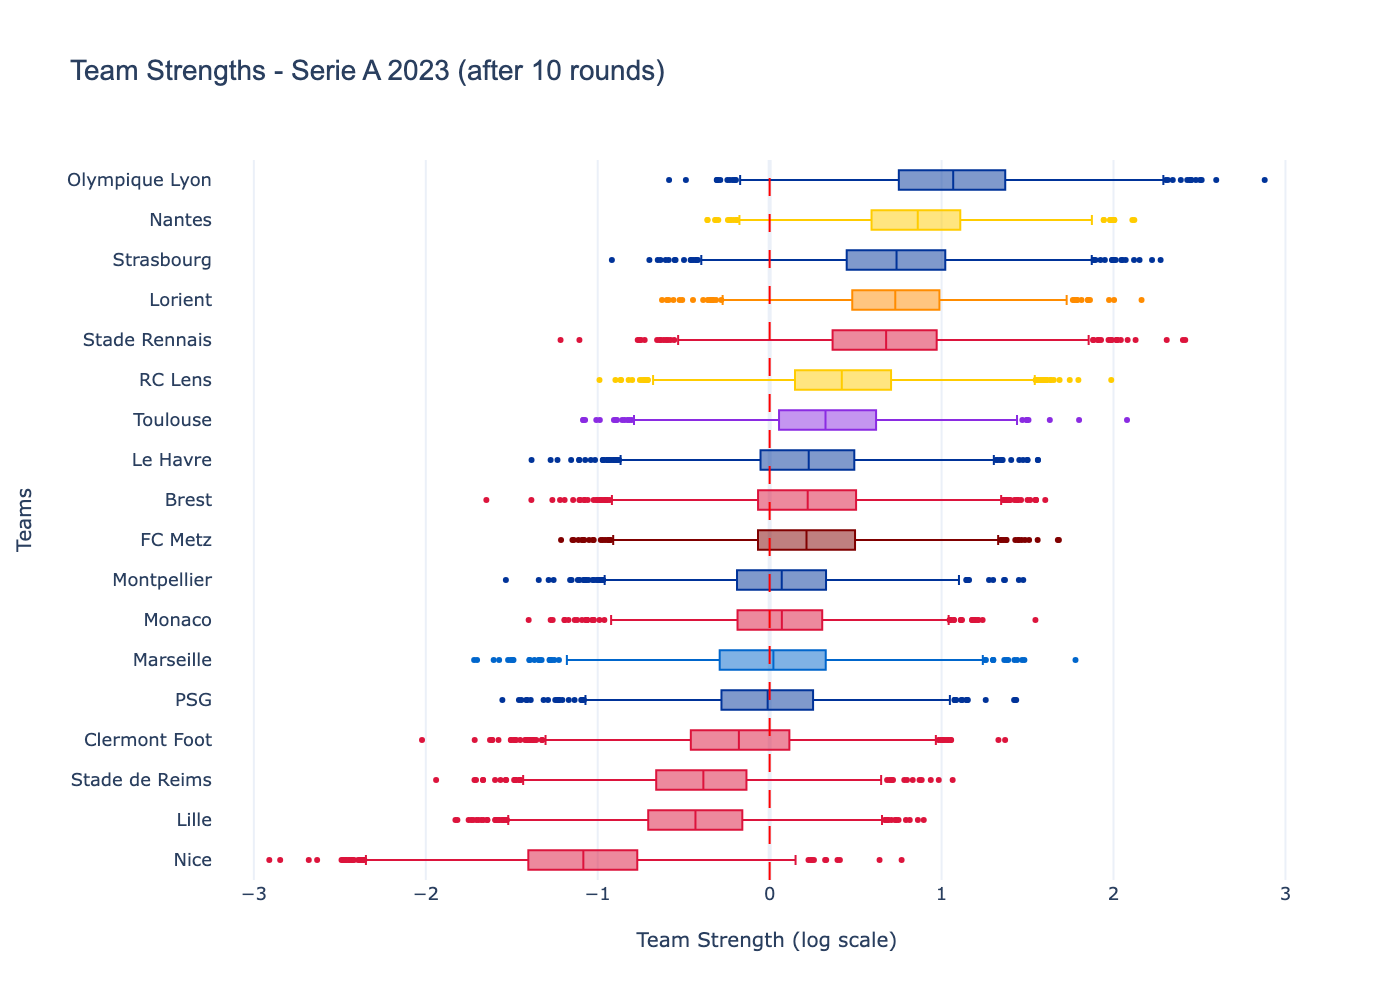 Team Strengths - Serie A 2023 (after 10 rounds)
Olympique Lyon
Nantes
Strasbourg
Lorient
Stade Rennais
RC Lens
Toulouse
Le Havre
Brest
FC Metz
Montpellier
Monaco
Marseille
PSG
Clermont Foot
Stade de Reims
Lille
Nice
Teams
−3 −2 −1 0 1 2 3
Team Strength (log scale)